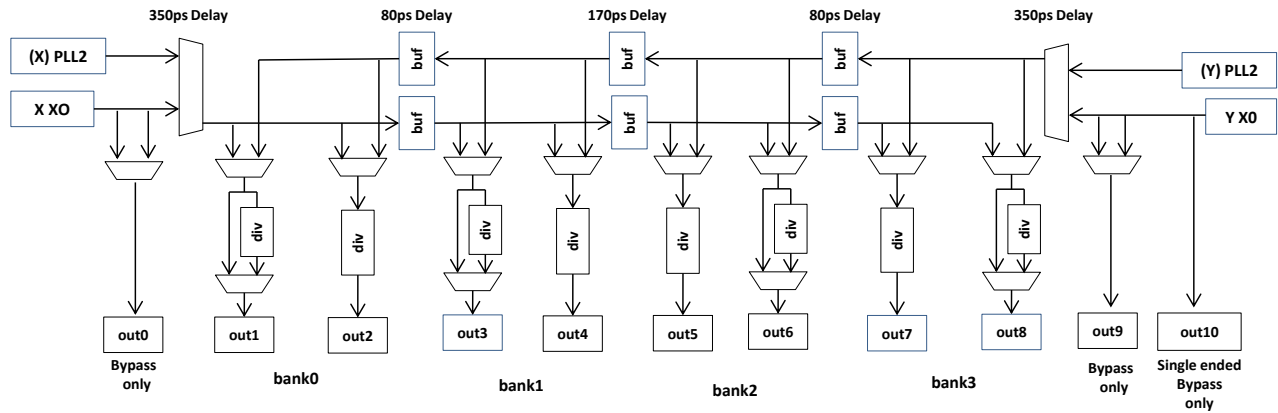 350ps Delay
80ps Delay
170ps Delay
80ps Delay
350ps Delay
(X) PLL2
buf
buf
buf
(Y) PLL2
X XO
buf
buf
buf
Y X0
div
div
div
div
div
div
div
div
out0
out1
out2
out3
out4
out5
out6
out7
out8
out9
out10
Bypass
only
bank0
bank1
bank2
bank3
Bypass
only
Single ended
Bypass
only